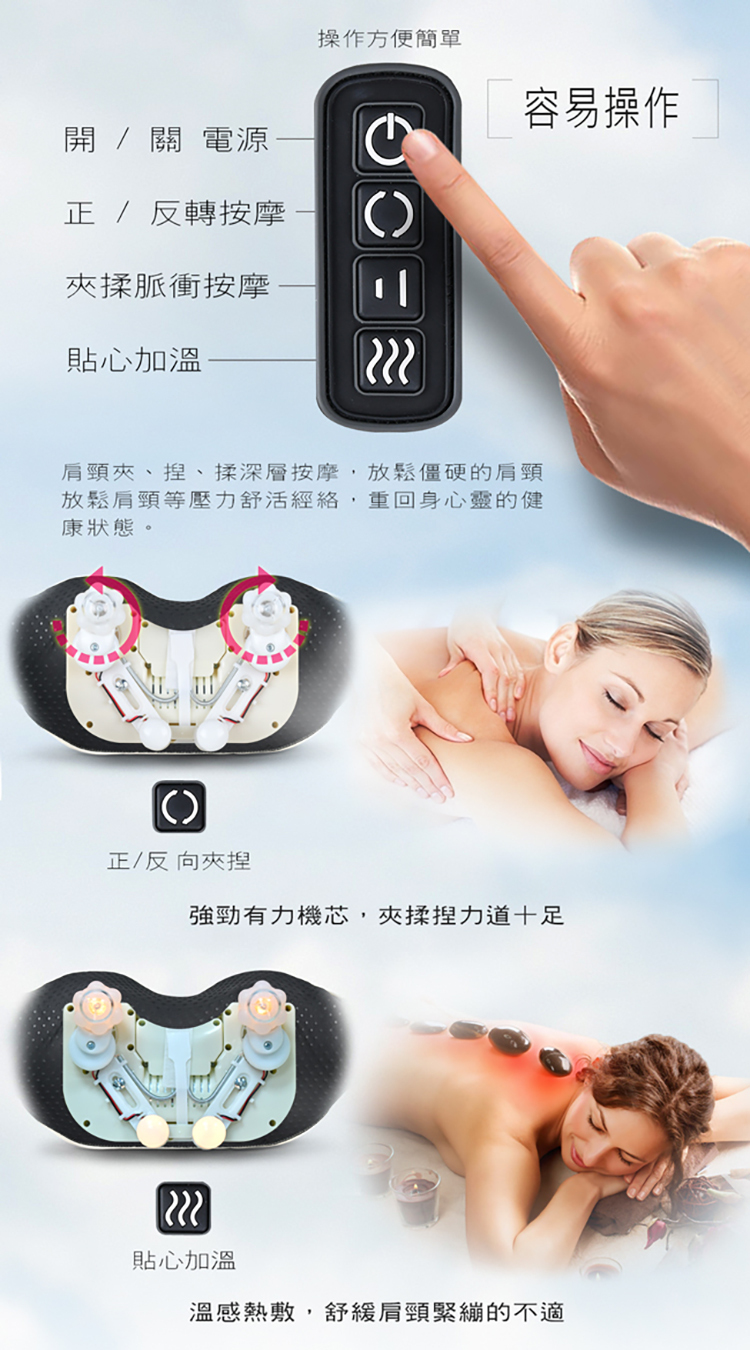 操作方便簡單
容易操作
開 / 關 電源
正 / 反轉按摩
夾揉脈衝按摩
貼心加溫
肩頸夾、捏、揉深層按摩，放鬆僵硬的肩頸
放鬆肩頸等壓力舒活經絡，重回身心靈的健
康狀態。
正/反 向夾捏
強勁有力機芯，夾揉捏力道十足
貼心加溫
溫感熱敷，舒緩肩頸緊繃的不適